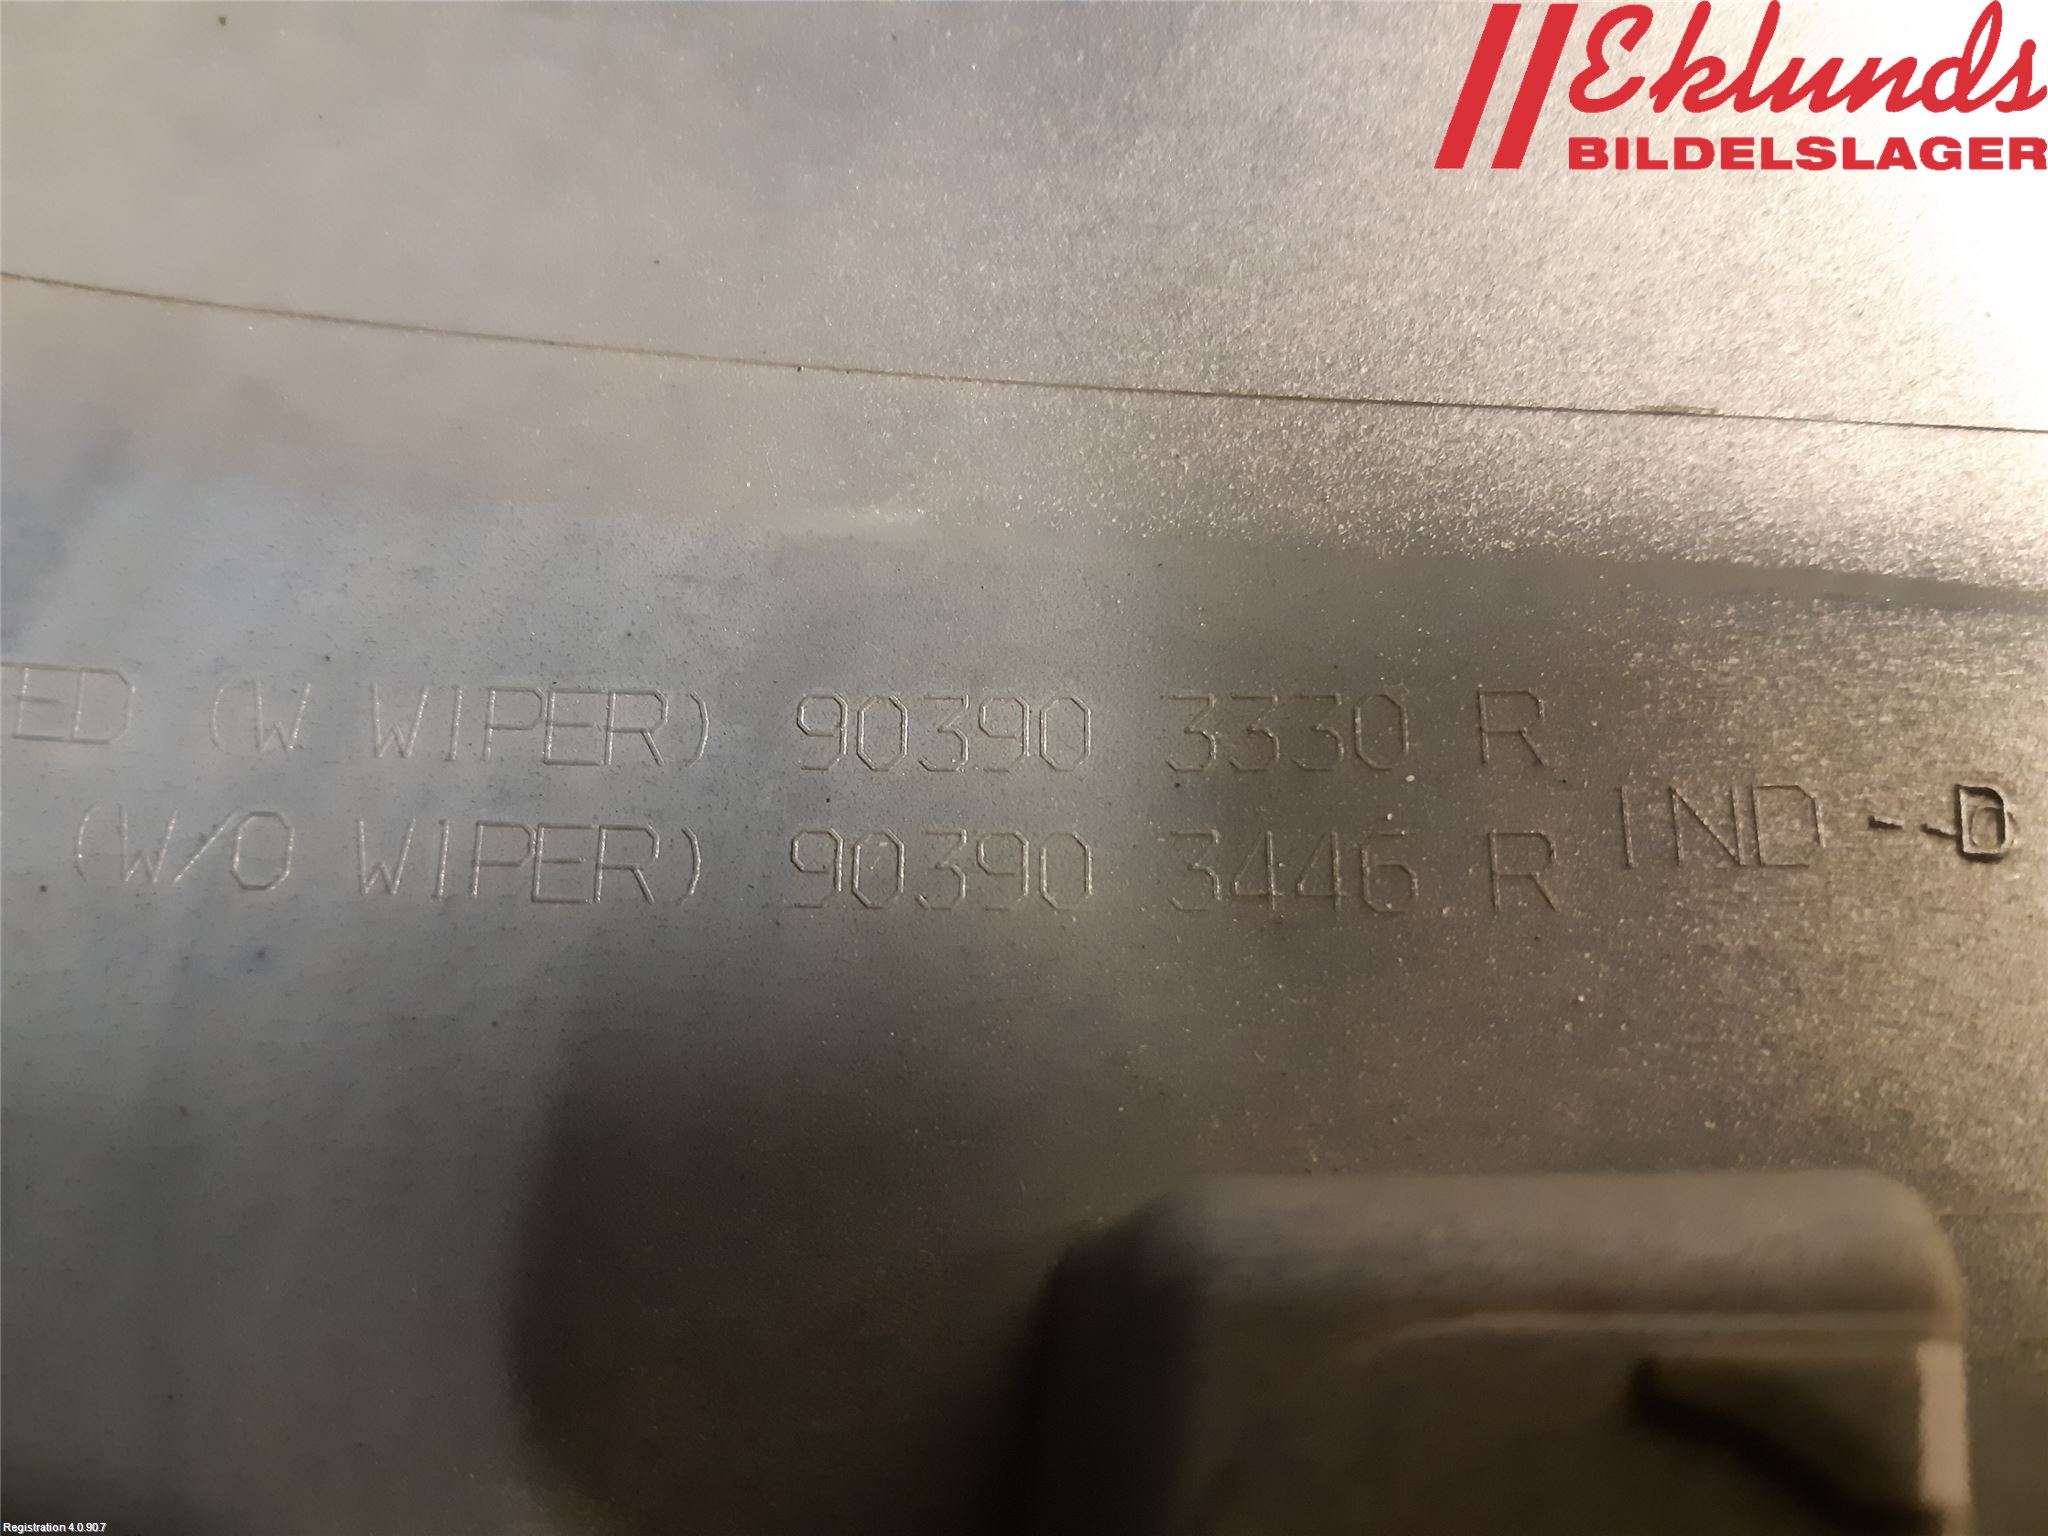 Eklunds
BILDELSLAGER
ED (W WIPER) 90390 3330 R
(W/O WIPER) 90390 3446 R
IND -D
Registration 4.0.90.7